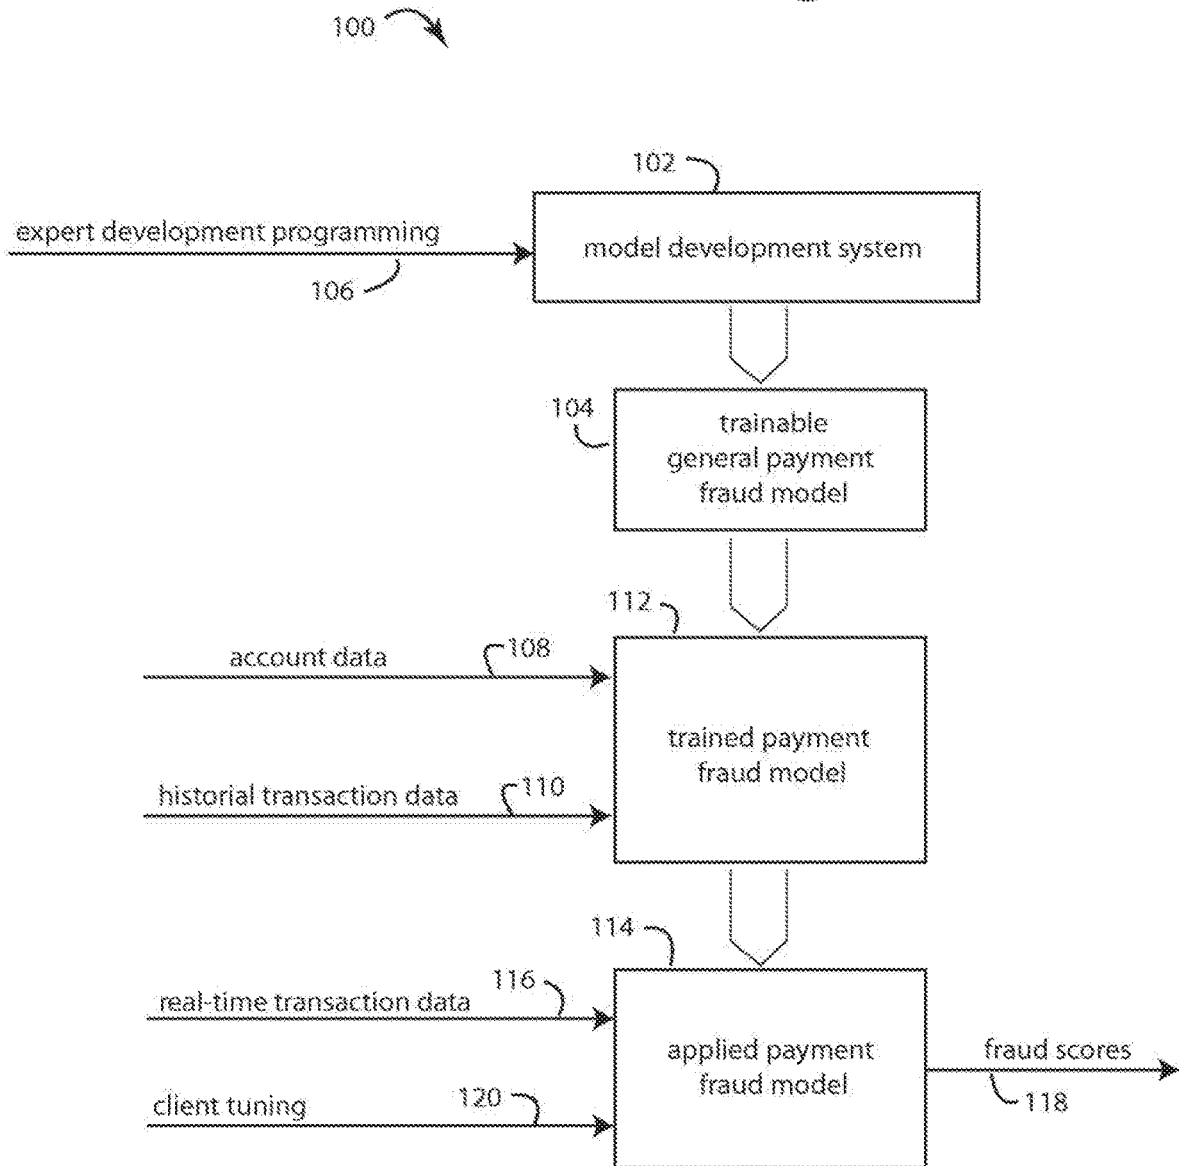 100
102
expert development programming
model development system
106
104
trainable
general payment
fraud model
112
account data
108
trained payment
fraud model
historial transaction data
110
114
116
real-time transaction data
applied payment
fraud model
fraud scores
client tuning
120
118